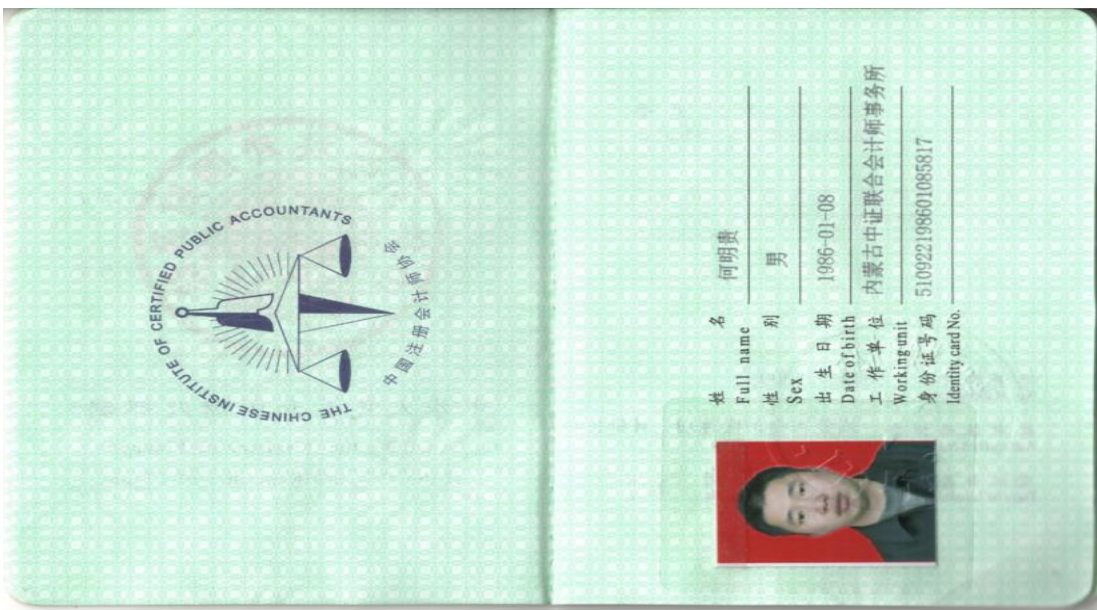 THE CHINESE INSTITUTE OF CERTIFIED PUBLIC ACCOUNTANTS
中国注册会计师协会
姓 名 何明贵
Full name
性 别 男
Sex
出 生 日 期 1986-01-08
Date of birth
工 作 单 位 内蒙古中证联合会计师事务所
Working unit
身份证号码 510922198601085817
Identity card No.